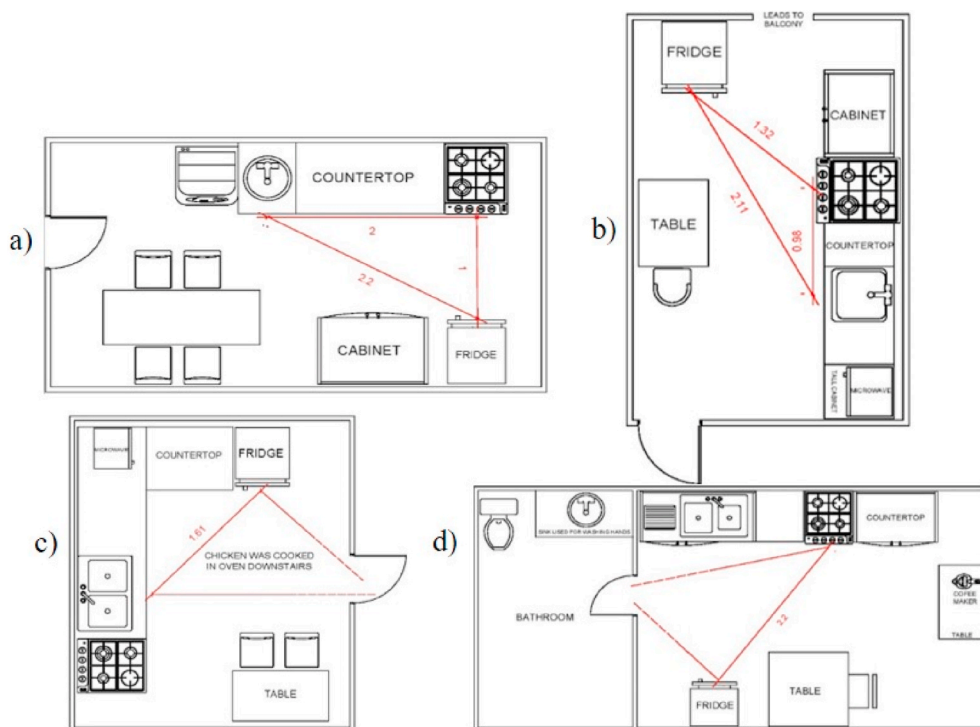 a)
COUNTERTOP
2
2.2
1
CABINET
FRIDGE
b)
LEADS TO
BALCONY
FRIDGE
CABINET
1.32
2.11
0.98
TABLE
COUNTERTOP
TALL CABINET
MICROWAVE
c)
MICROWAVE
COUNTERTOP
FRIDGE
1.61
CHICKEN WAS COOKED
IN OVEN DOWNSTAIRS
TABLE
d)
SINK USED FOR WASHING HANDS
COUNTERTOP
BATHROOM
2.2
COFEE
MAKER
TABLE
FRIDGE
TABLE